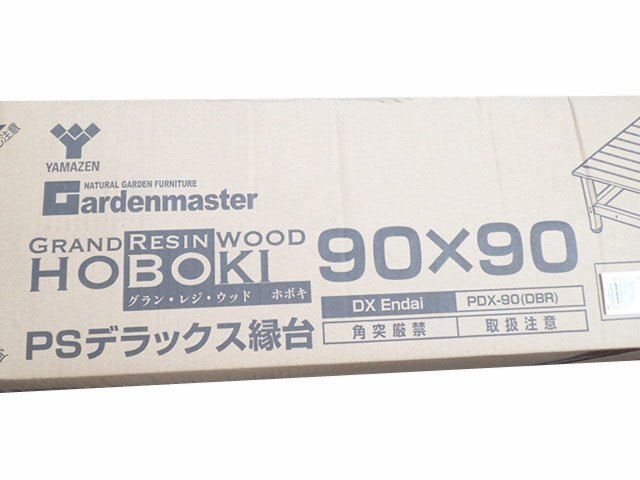 注意
YAMAZEN
NATURAL GARDEN FURNITURE
Gardenmaster
GRAND RESIN WOOD
HOBOKI
グラン・レジ・ウッド ホボキ
90×90
DX Endai PDX-90(DBR)
角突厳禁 取扱注意
PSデラックス縁台